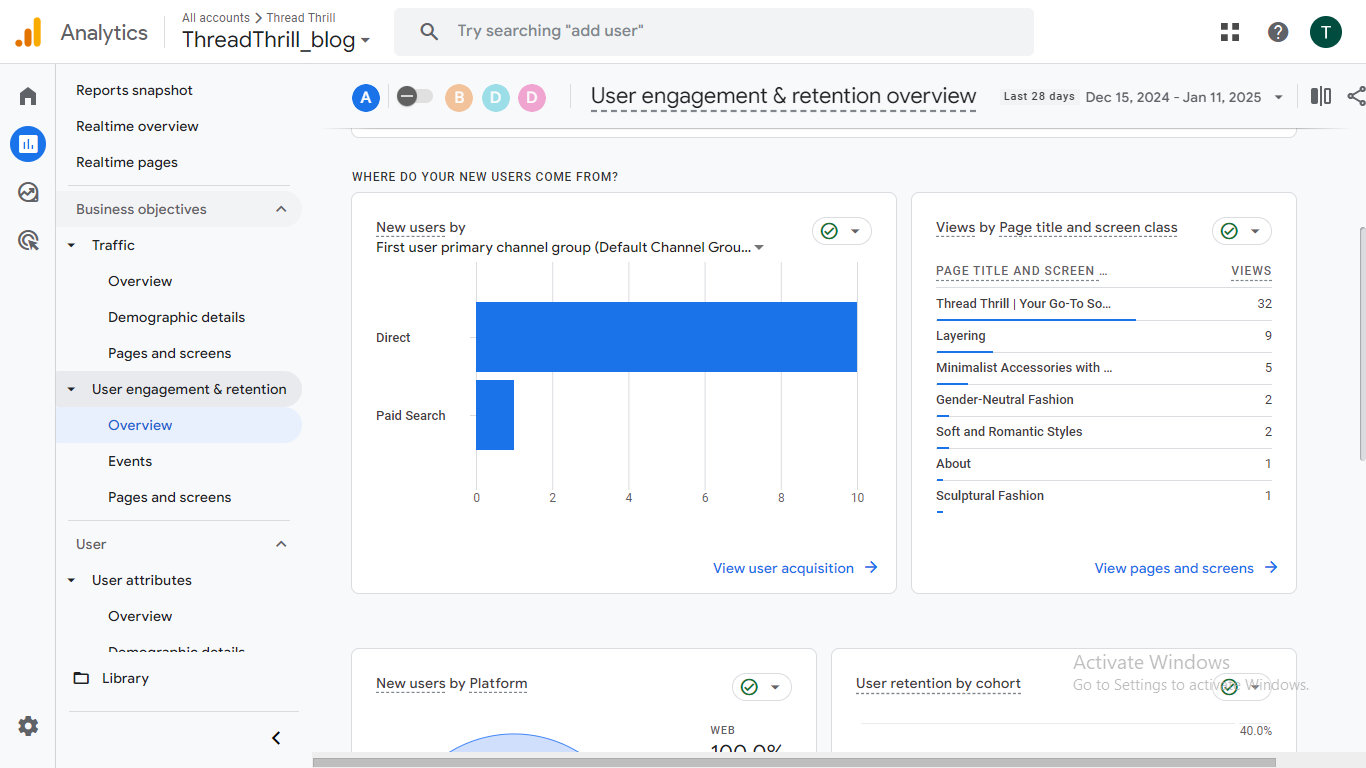 Analytics
All accounts > Thread Thrill
ThreadThrill_blog
Try searching "add user"
T
Reports snapshot
Realtime overview
Realtime pages
Business objectives
Traffic
Overview
Demographic details
Pages and screens
User engagement & retention
Overview
Events
Pages and screens
User
User attributes
Overview
Demographic details
Library
A
B
D
D
User engagement & retention overview
Last 28 days Dec 15, 2024 - Jan 11, 2025
WHERE DO YOUR NEW USERS COME FROM?
New users by
First user primary channel group (Default Channel Grou...
Direct
Paid Search
0 2 4 6 8 10
View user acquisition
Views by Page title and screen class
PAGE TITLE AND SCREEN ... VIEWS
Thread Thrill | Your Go-To So... 32
Layering 9
Minimalist Accessories with ... 5
Gender-Neutral Fashion 2
Soft and Romantic Styles 2
About 1
Sculptural Fashion 1
View pages and screens
New users by Platform
WEB
100.0%
User retention by cohort
40.0%
Activate Windows
Go to Settings to activate Windows.